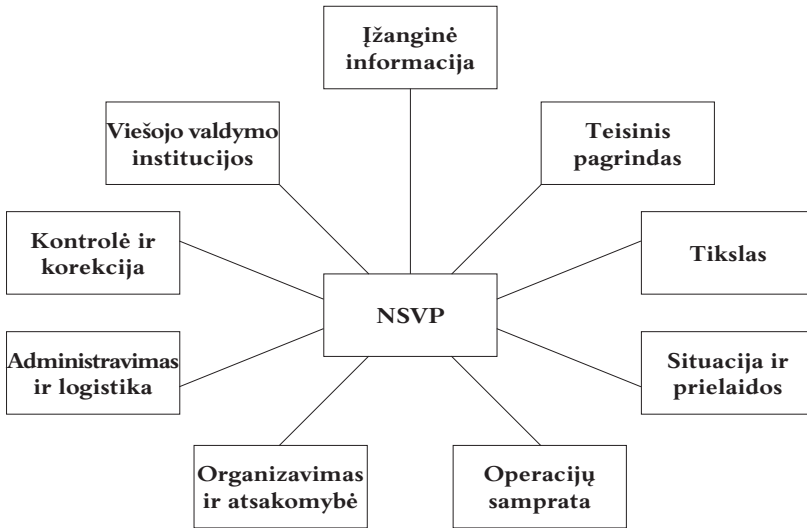 Įžanginė
informacija
Viešojo valdymo
institucijos
Teisinis
pagrindas
Kontrolė ir
korekcija
Tikslas
NSVP
Administravimas
ir logistika
Situacija ir
prielaidos
Organizavimas
ir atsakomybė
Operacijų
samprata